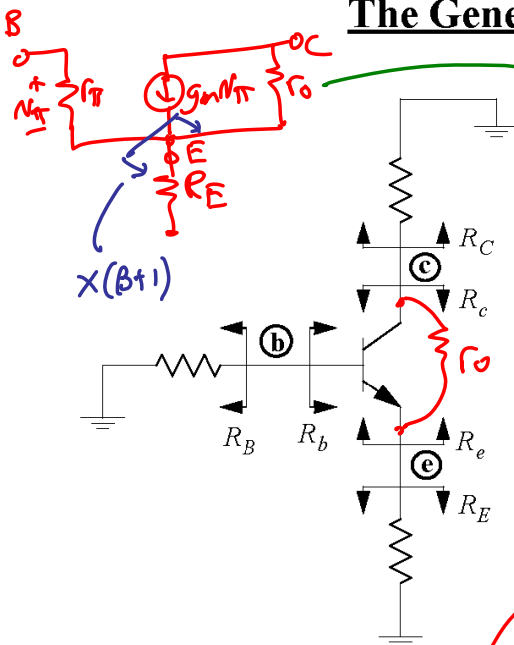 The Gene
B
C
+
Vπ
−
rπ
gmVπ
ro
E
RE
X(β+1)
RC
c
Rc
ro
b
RB
Rb
Re
e
RE